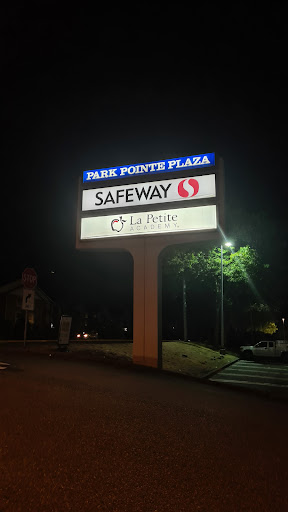 PARK POINTE PLAZA
SAFEWAY
La Petite
ACADEMY